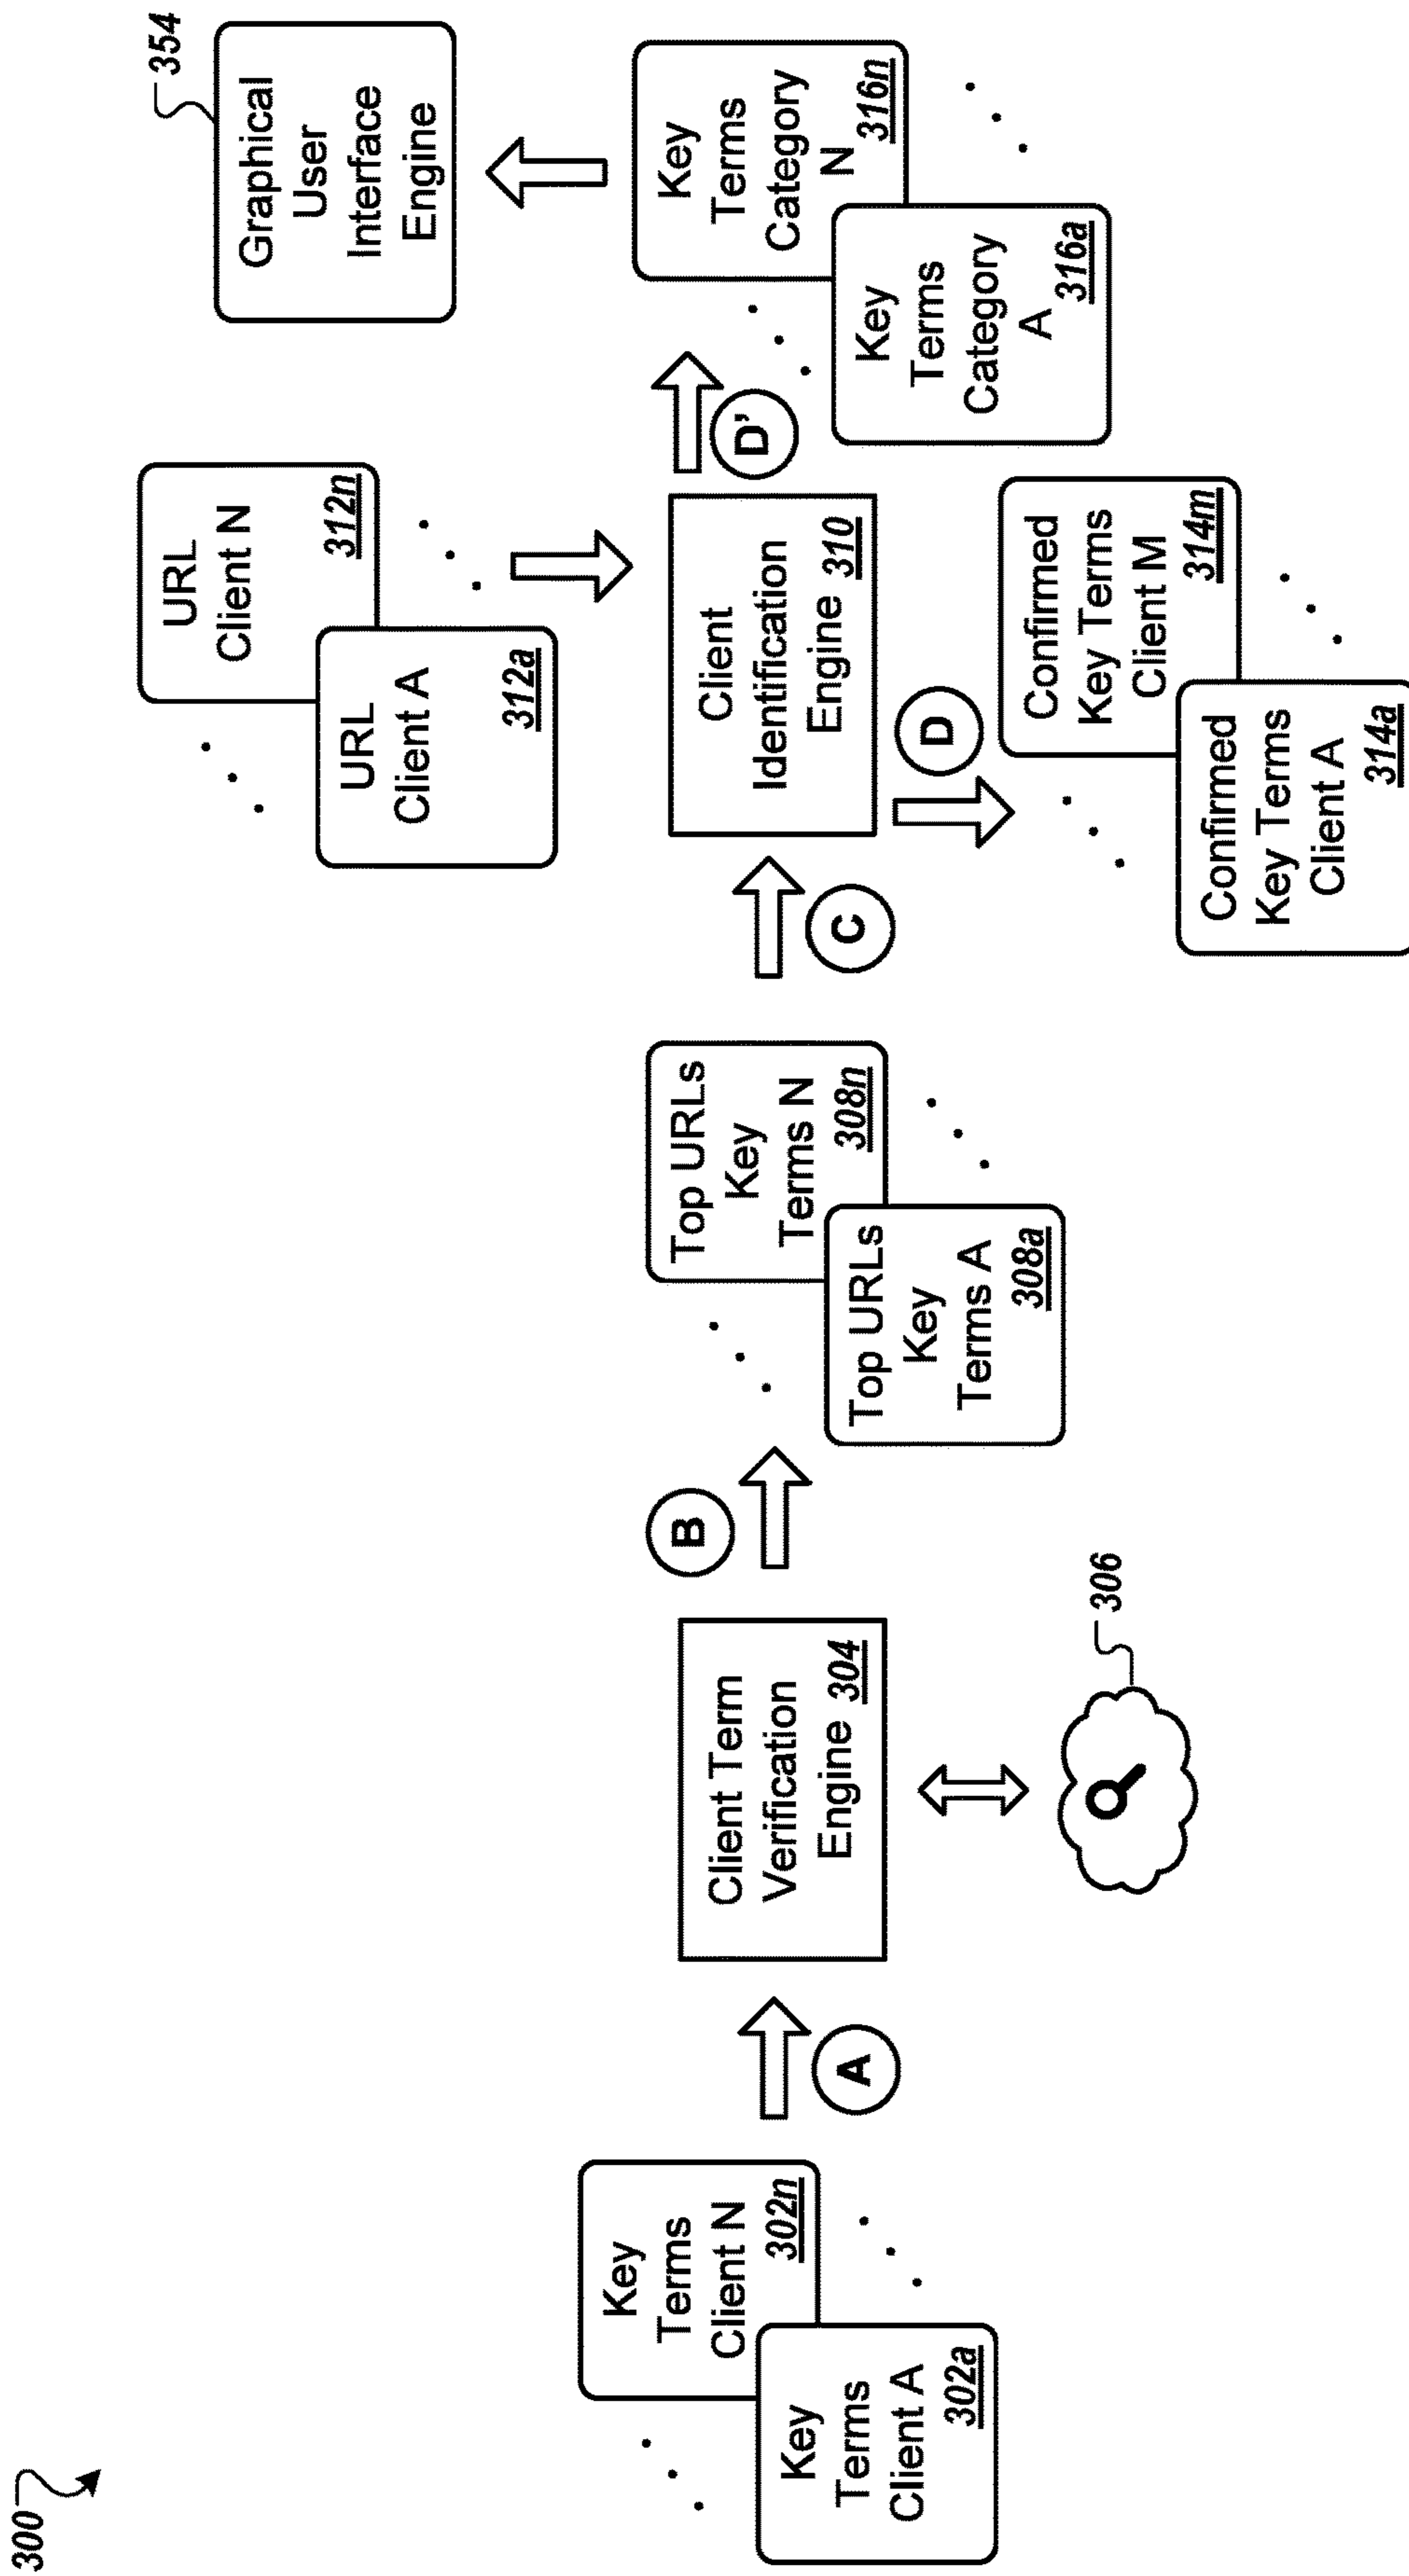 300
Key
Terms
Client N
302n
Key
Terms
Client A
302a
A
Client Term
Verification
Engine 304
306
B
Top URLs
Key
Terms N
308n
Top URLs
Key
Terms A
308a
C
URL
Client N
312n
URL
Client A
312a
Client
Identification
Engine 310
D
Confirmed
Key Terms
Client M
314m
Confirmed
Key Terms
Client A
314a
D'
Key
Terms
Category
N
316n
Key
Terms
Category
A
316a
Graphical
User
Interface
Engine
354